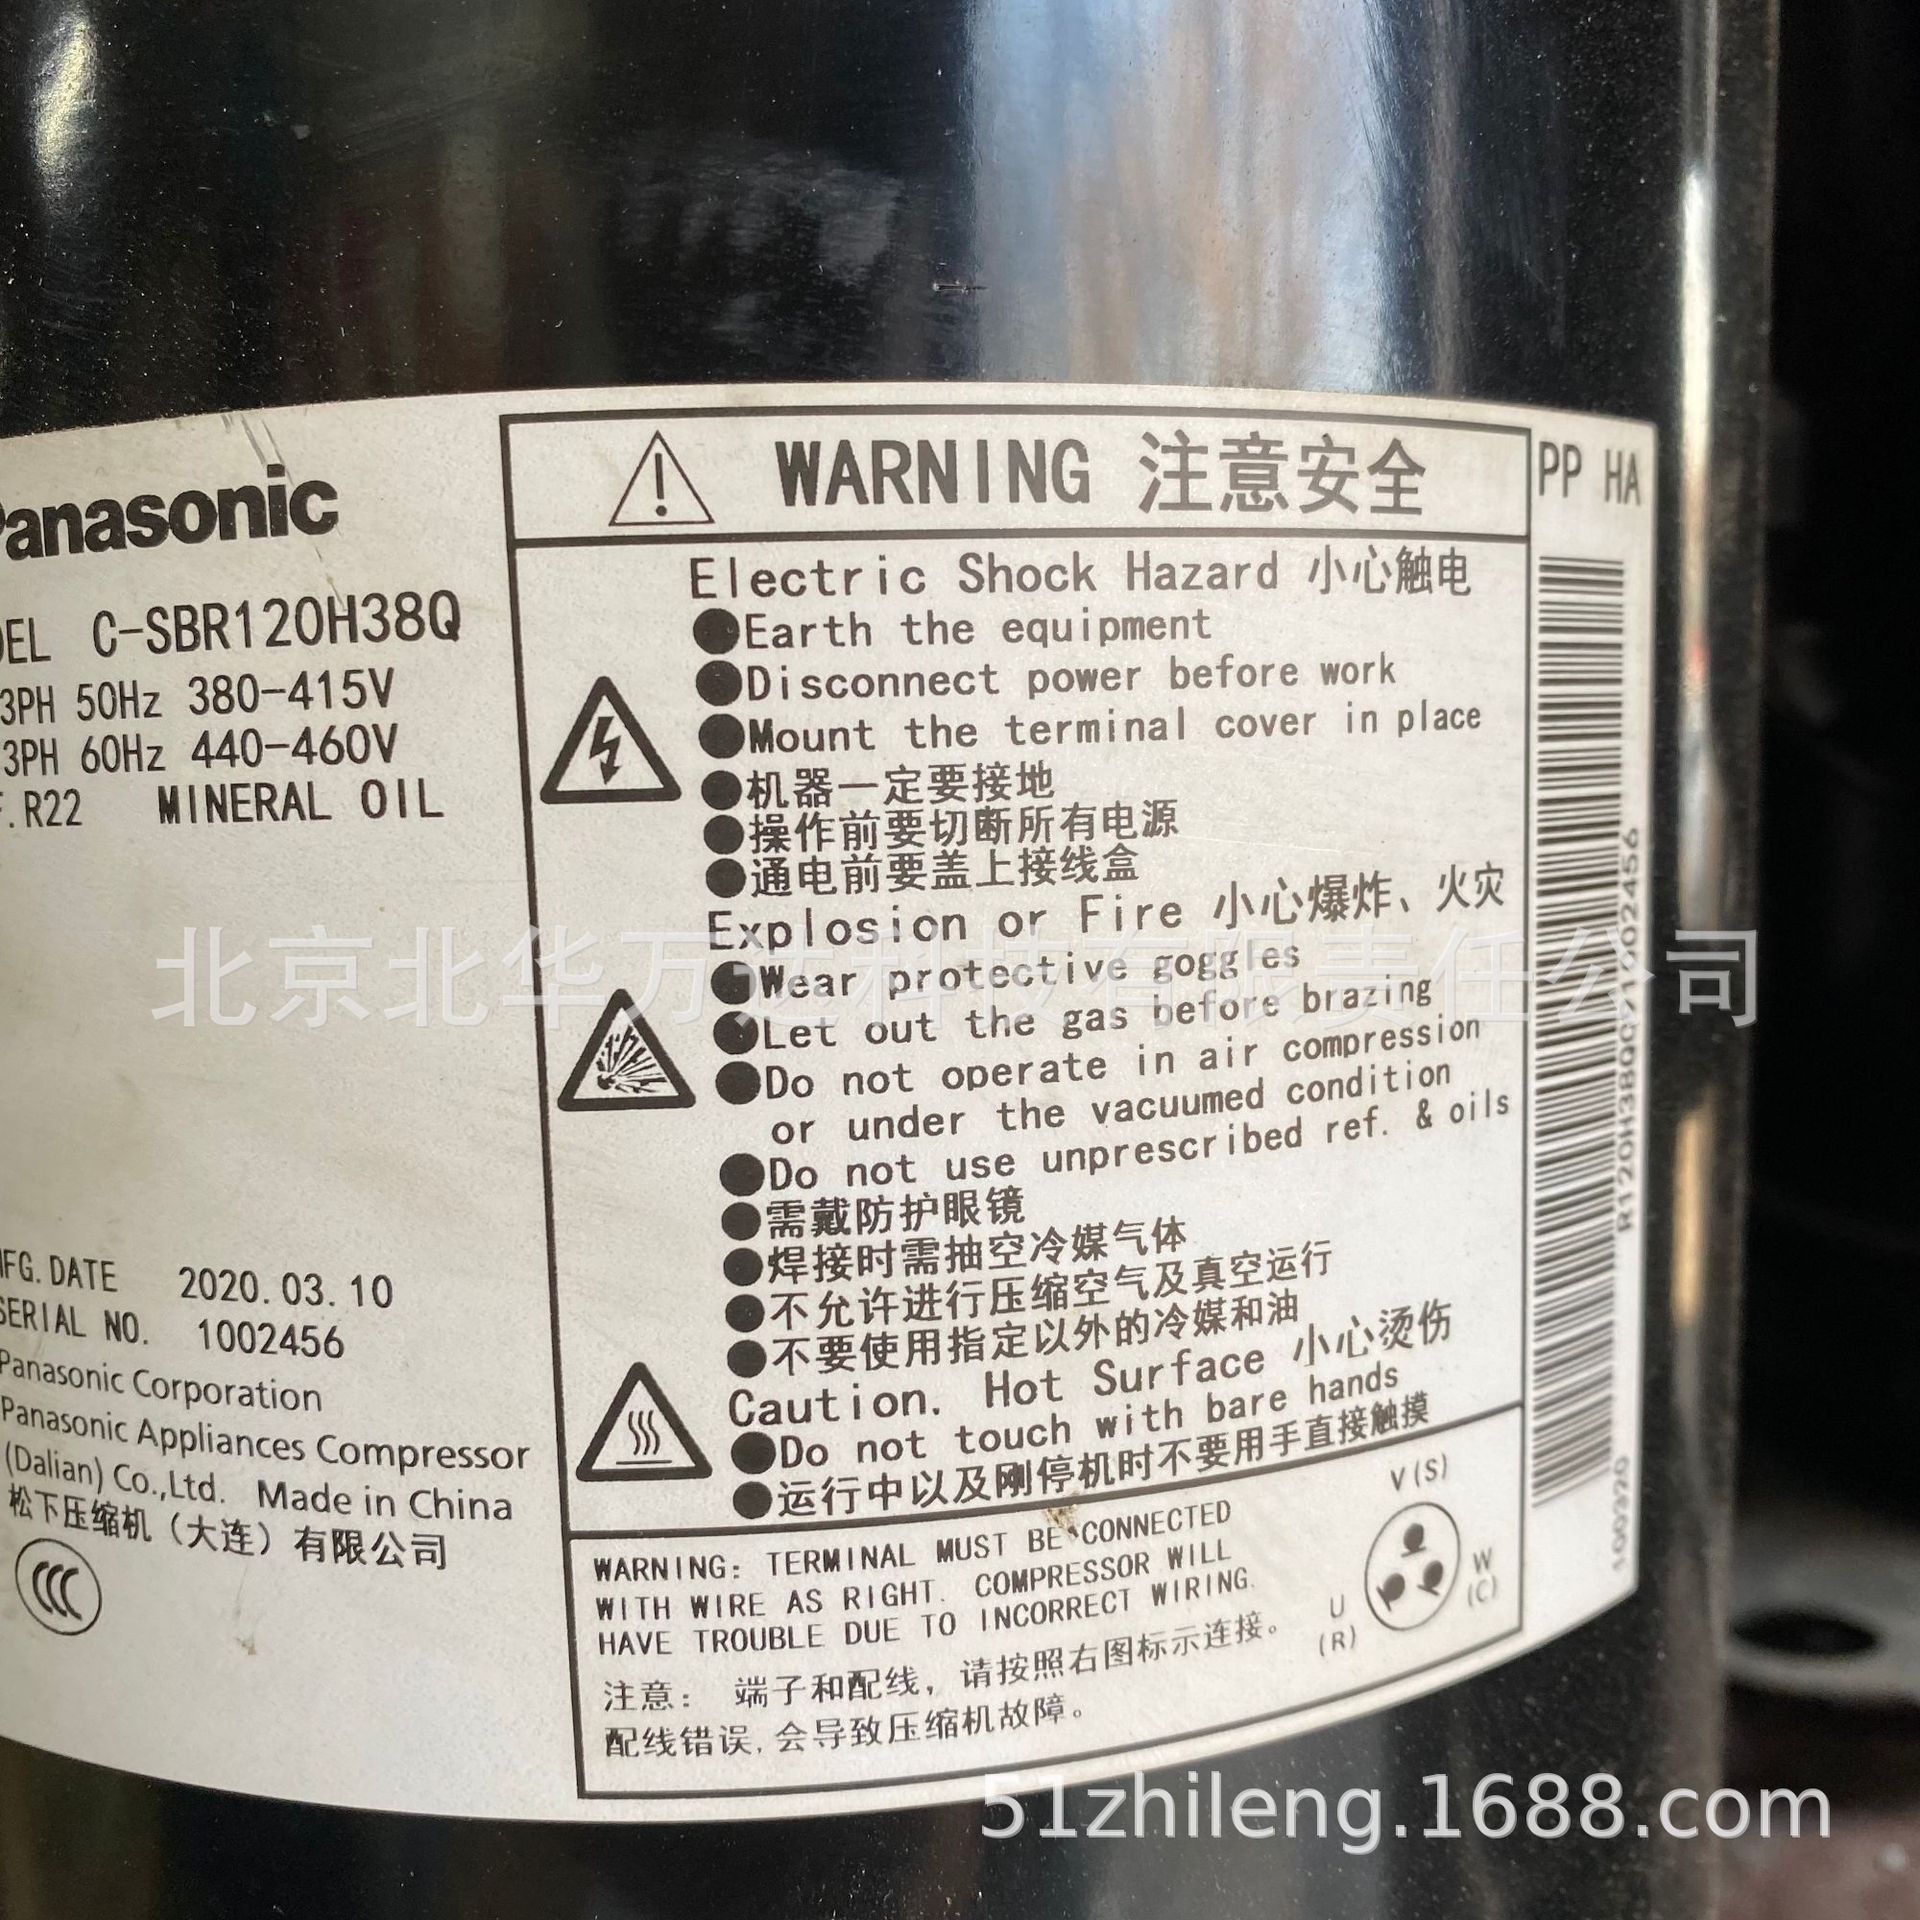 Panasonic
DEL C-SBR120H38Q
3PH 50Hz 380-415V
3PH 60Hz 440-460V
F.R22 MINERAL OIL
MFG.DATE 2020.03.10
SERIAL NO. 1002456
Panasonic Corporation
Panasonic Appliances Compressor
(Dalian) Co.,Ltd. Made in China
松下压缩机（大连）有限公司
CCC
WARNING 注意安全
Electric Shock Hazard 小心触电
●Earth the equipment
●Disconnect power before work
●Mount the terminal cover in place
●机器一定要接地
●操作前要切断所有电源
●通电前要盖上接线盒
Explosion or Fire 小心爆炸、火灾
●Wear protective goggles
●Let out the gas before brazing
●Do not operate in air compression
or under the vacuumed condition
●Do not use unprescribed ref. & oils
●需戴防护眼镜
●焊接时需抽空冷媒气体
●不允许进行压缩空气及真空运行
●不要使用指定以外的冷媒和油
Caution. Hot Surface 小心烫伤
●Do not touch with bare hands
●运行中以及刚停机时不要用手直接触摸
WARNING: TERMINAL MUST BE CONNECTED
WITH WIRE AS RIGHT. COMPRESSOR WILL
HAVE TROUBLE DUE TO INCORRECT WIRING.
注意： 端子和配线，请按照右图标示连接。
配线错误,会导致压缩机故障。
V(S)
W
(C)
U
(R)
PP HA
100320
北京北华万达科技有限责任公司
51zhileng.1688.com